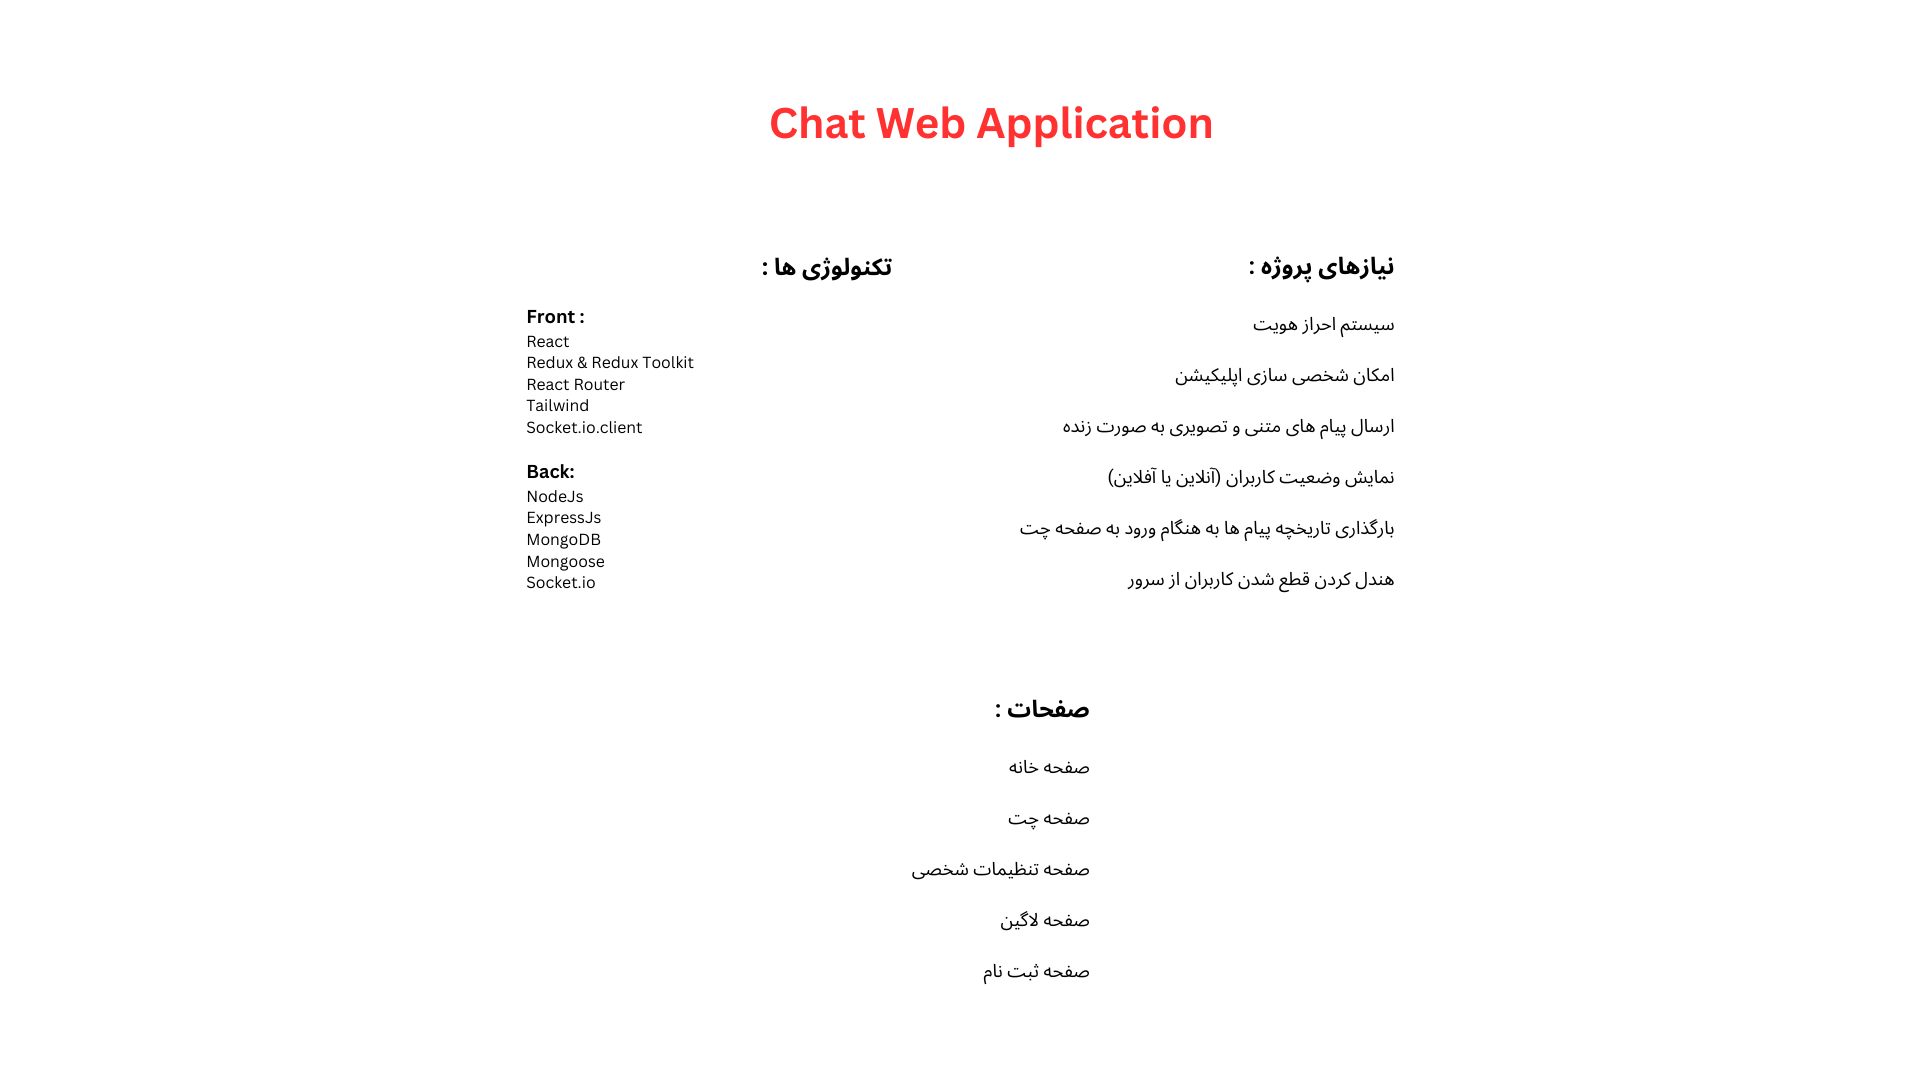 Chat Web Application
نیازهای پروژه :
سیستم احراز هویت
امکان شخصی سازی اپلیکیشن
ارسال پیام های متنی و تصویری به صورت زنده
نمایش وضعیت کاربران (آنلاین یا آفلاین)
بارگذاری تاریخچه پیام ها به هنگام ورود به صفحه چت
هندل کردن قطع شدن کاربران از سرور
تکنولوژی ها :
Front :
React
Redux & Redux Toolkit
React Router
Tailwind
Socket.io.client
Back:
NodeJs
ExpressJs
MongoDB
Mongoose
Socket.io
صفحات :
صفحه خانه
صفحه چت
صفحه تنظیمات شخصی
صفحه لاگین
صفحه ثبت نام